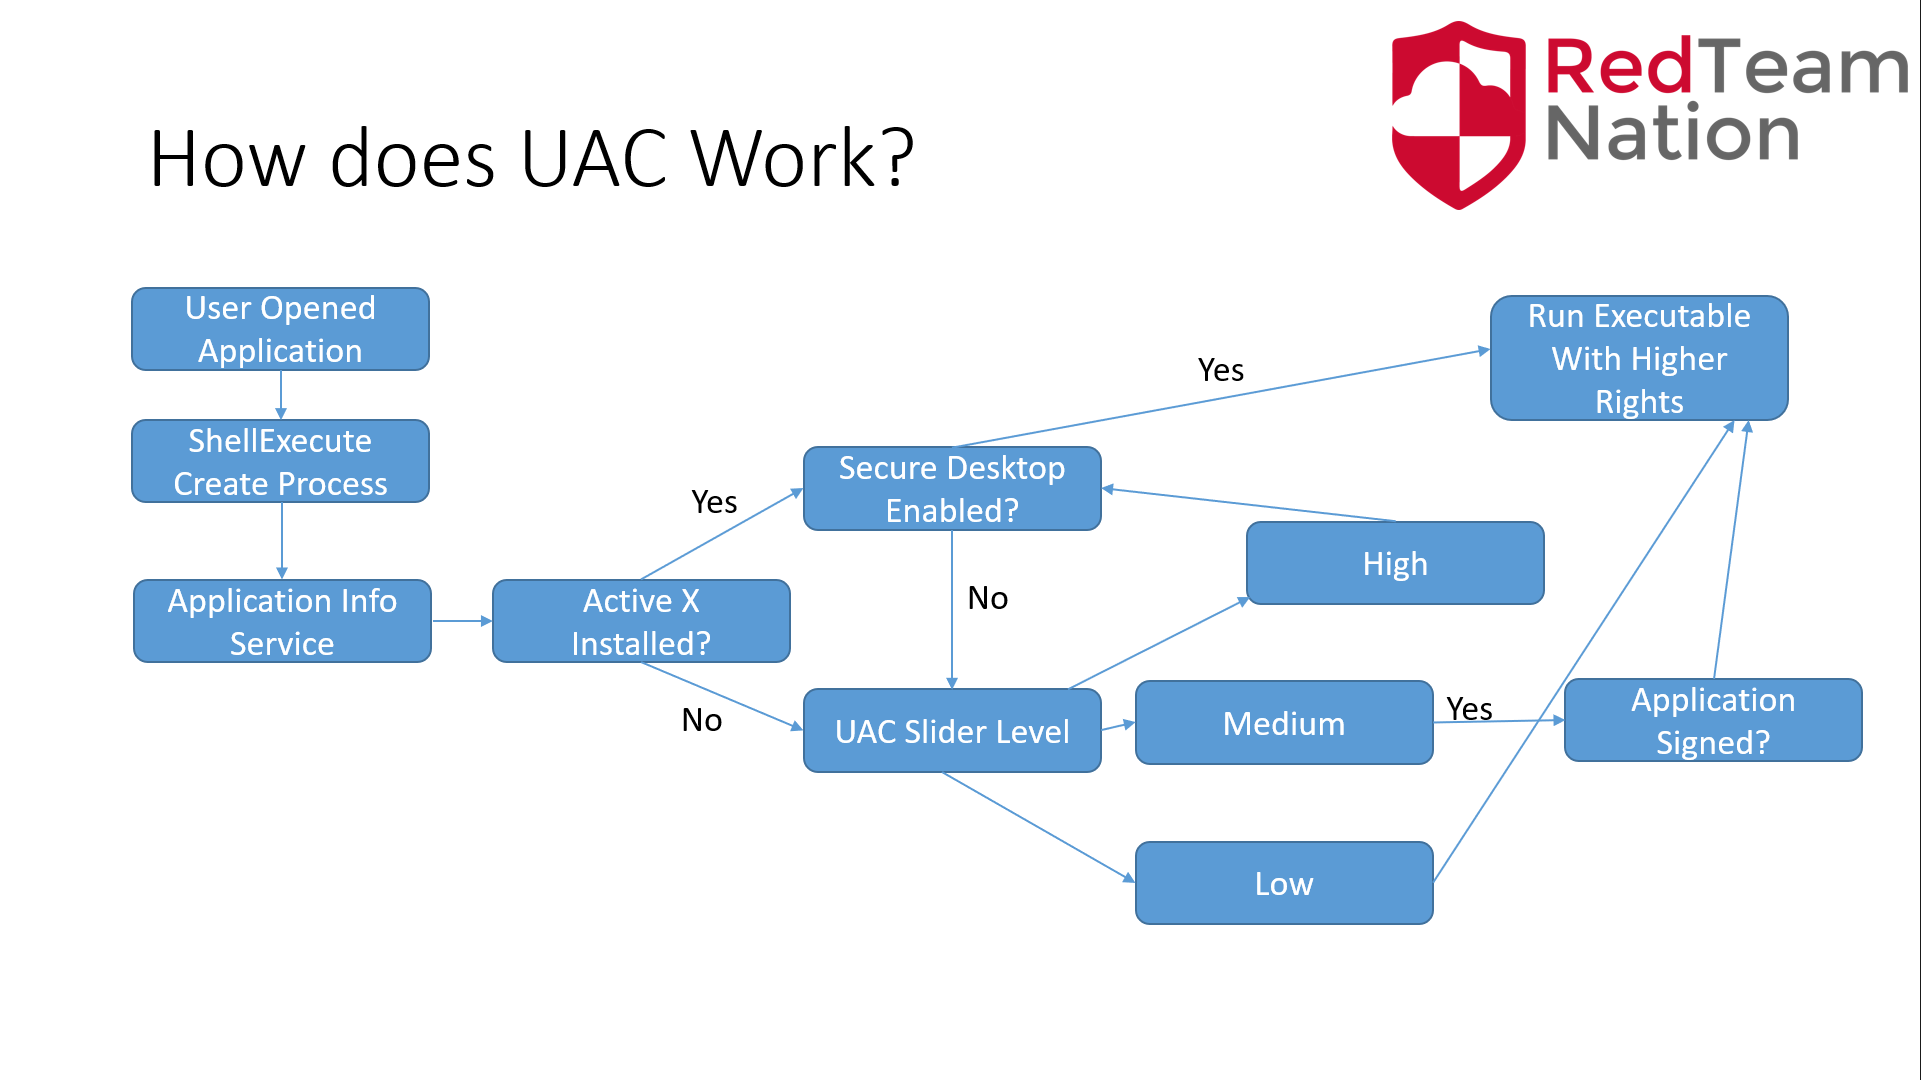 RedTeam
Nation
How does UAC Work?
User Opened
Application
ShellExecute
Create Process
Application Info
Service
Active X
Installed?
Yes
No
Secure Desktop
Enabled?
Yes
No
UAC Slider Level
High
Medium
Low
Yes
Application
Signed?
Run Executable
With Higher
Rights